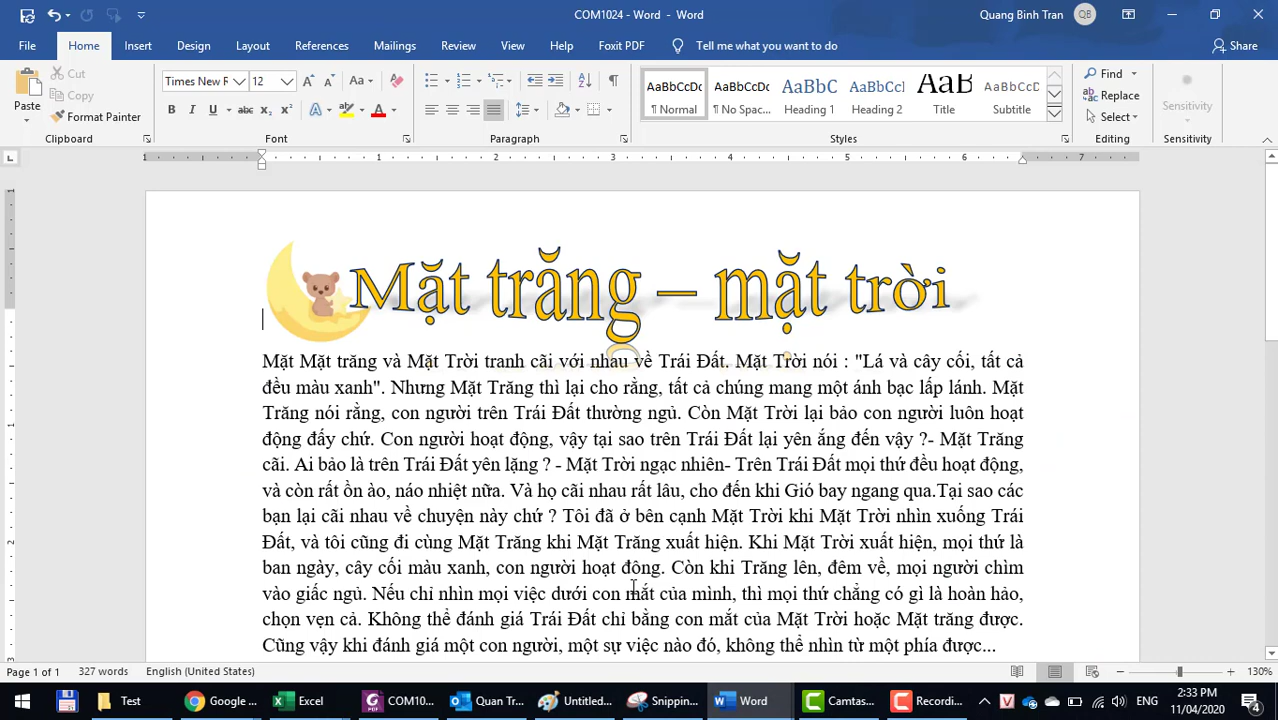 COM1024 - Word - Word
Quang Binh Tran
QB
File
Home
Insert
Design
Layout
References
Mailings
Review
View
Help
Foxit PDF
Tell me what you want to do
Share
Paste
Cut
Copy
Format Painter
Clipboard
Times New R
12
Font
Paragraph
AaBbCcDc
¶ Normal
AaBbCcDc
¶ No Spac...
AaBbC
Heading 1
AaBbCcI
Heading 2
AaB
Title
AaBbCcD
Subtitle
Styles
Find
Replace
Select
Editing
Sensitivity
Sensitivity
1 1 2 3 4 5 6 7
Mặt trăng – mặt trời
Mặt Mặt trăng và Mặt Trời tranh cãi với nhau về Trái Đất. Mặt Trời nói : "Lá và cây cối, tất cả
đều màu xanh". Nhưng Mặt Trăng thì lại cho rằng, tất cả chúng mang một ánh bạc lấp lánh. Mặt
Trăng nói rằng, con người trên Trái Đất thường ngủ. Còn Mặt Trời lại bảo con người luôn hoạt
động đấy chứ. Con người hoạt động, vậy tại sao trên Trái Đất lại yên ắng đến vậy ?- Mặt Trăng
cãi. Ai bảo là trên Trái Đất yên lặng ? - Mặt Trời ngạc nhiên- Trên Trái Đất mọi thứ đều hoạt động,
và còn rất ồn ào, náo nhiệt nữa. Và họ cãi nhau rất lâu, cho đến khi Gió bay ngang qua.Tại sao các
bạn lại cãi nhau về chuyện này chứ ? Tôi đã ở bên cạnh Mặt Trời khi Mặt Trời nhìn xuống Trái
Đất, và tôi cũng đi cùng Mặt Trăng khi Mặt Trăng xuất hiện. Khi Mặt Trời xuất hiện, mọi thứ là
ban ngày, cây cối màu xanh, con người hoạt động. Còn khi Trăng lên, đêm về, mọi người chìm
vào giấc ngủ. Nếu chỉ nhìn mọi việc dưới con mắt của mình, thì mọi thứ chẳng có gì là hoàn hảo,
chọn vẹn cả. Không thể đánh giá Trái Đất chỉ bằng con mắt của Mặt Trời hoặc Mặt trăng được.
Cũng vậy khi đánh giá một con người, một sự việc nào đó, không thể nhìn từ một phía được...
Page 1 of 1
327 words
English (United States)
130%
Test
Google ...
Excel
COM10...
Quan Tr...
Untitled...
Snippin...
Word
Camtas...
Recordi...
ENG
2:33 PM
11/04/2020
4